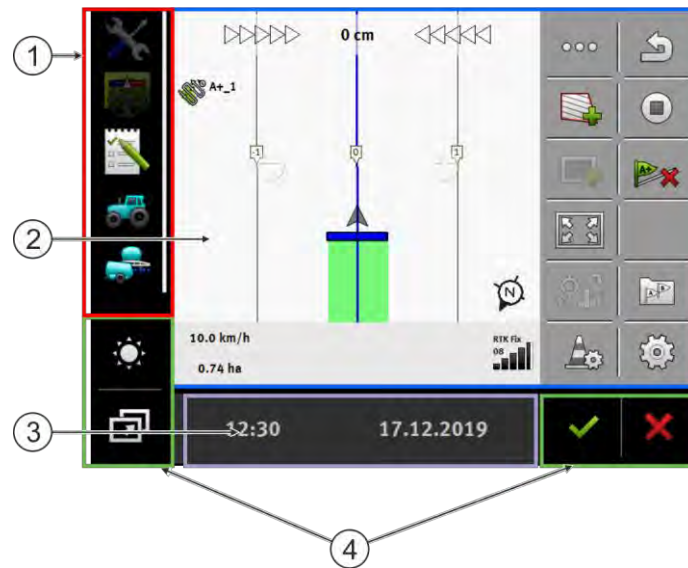 1
0 cm
A+_1
-1
0
1
A+
2
N
10.0 km/h
RTK Fix
08
0.74 ha
3
12:30
17.12.2019
4